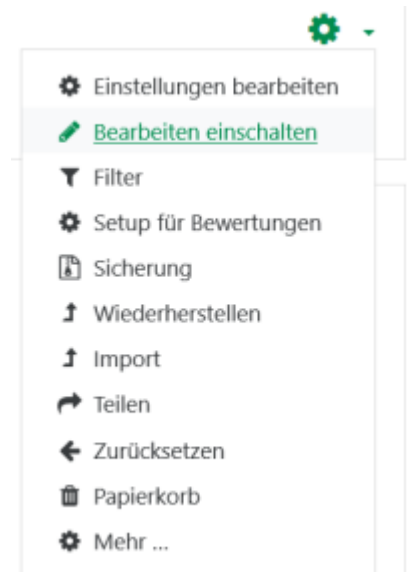 Einstellungen bearbeiten
Bearbeiten einschalten
Filter
Setup für Bewertungen
Sicherung
Wiederherstellen
Import
Teilen
Zurücksetzen
Papierkorb
Mehr ...